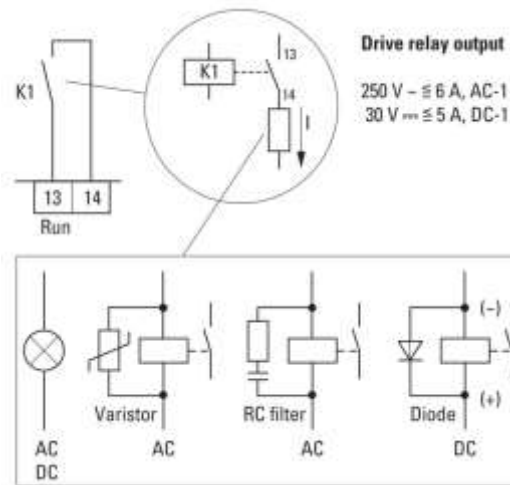 Drive relay output
250 V ~ ≦ 6 A, AC-1
30 V ⎓ ≦ 5 A, DC-1
K1
K1
13
14
I
13 14
Run
(–)
(+)
Varistor
RC filter
Diode
AC
DC
AC
AC
DC